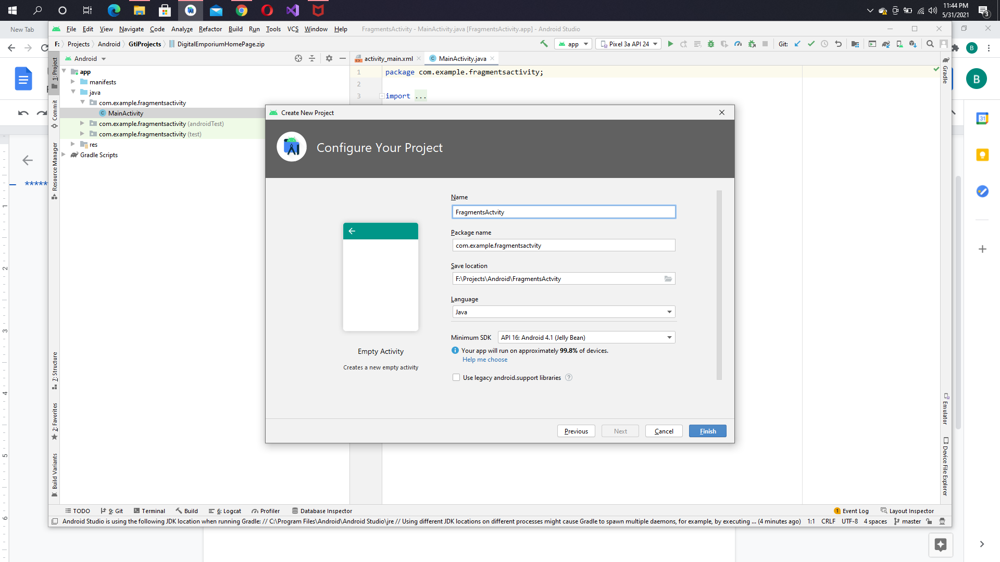 11:44 PM
5/31/2021
3
New Tab
File Edit View Navigate Code Analyze Refactor Build Run Tools VCS Window Help
FragmentsActivity - MainActivity.java [FragmentsActivity.app] - Android Studio
F: Projects Android GtiProjects DigitalEmporiumHomePage.zip
app
Pixel 3a API 24
Git:
B
Android
activity_main.xml
MainActivity.java
1: Project
Commit
Resource Manager
7: Structure
2: Favorites
Build Variants
app
manifests
java
com.example.fragmentsactivity
MainActivity
com.example.fragmentsactivity (androidTest)
com.example.fragmentsactivity (test)
res
Gradle Scripts
1 package com.example.fragmentsactivity;
2
3 import ...
Gradle
Emulator
Device File Explorer
B
31
******
1
2
3
4
5
6
Create New Project
Configure Your Project
Name
FragmentsActvity
Package name
com.example.fragmentsactvity
Save location
F:\Projects\Android\FragmentsActvity
Language
Java
Minimum SDK
API 16: Android 4.1 (Jelly Bean)
Your app will run on approximately 99.8% of devices.
Help me choose
Use legacy android.support libraries ?
Empty Activity
Creates a new empty activity
Previous
Next
Cancel
Finish
TODO
9: Git
Terminal
Build
6: Logcat
Profiler
Database Inspector
1 Event Log
Layout Inspector
Android Studio is using the following JDK location when running Gradle: // C:\Program Files\Android\Android Studio\jre // Using different JDK locations on different processes might cause Gradle to spawn multiple daemons, for example, by executing ... (4 minutes ago)
1:1 CRLF UTF-8 4 spaces master